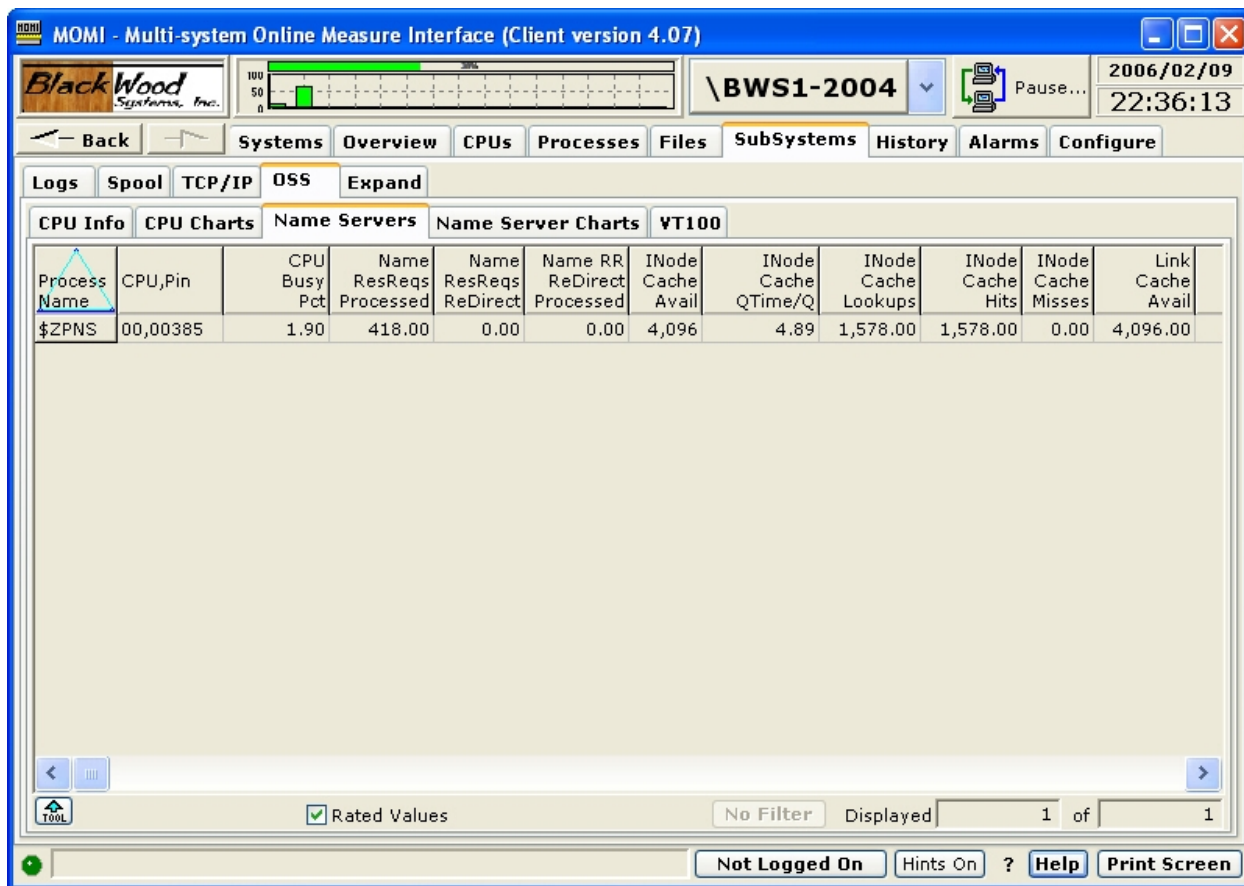 MOMI - Multi-system Online Measure Interface (Client version 4.07)
BlackWood
Systems, Inc.
100
50
0
\BWS1-2004
Pause...
2006/02/09
22:36:13
Back
Systems Overview CPUs Processes Files SubSystems History Alarms Configure
Logs Spool TCP/IP OSS Expand
CPU Info CPU Charts Name Servers Name Server Charts VT100
Process Name CPU,Pin CPU Busy Pct Name ResReqs Processed Name ResReqs ReDirect Name RR ReDirect Processed INode Cache Avail INode Cache QTime/Q INode Cache Lookups INode Cache Hits INode Cache Misses Link Cache Avail
$ZPNS 00,00385 1.90 418.00 0.00 0.00 4,096 4.89 1,578.00 1,578.00 0.00 4,096.00
TOOL Rated Values No Filter Displayed 1 of 1
Not Logged On Hints On ? Help Print Screen